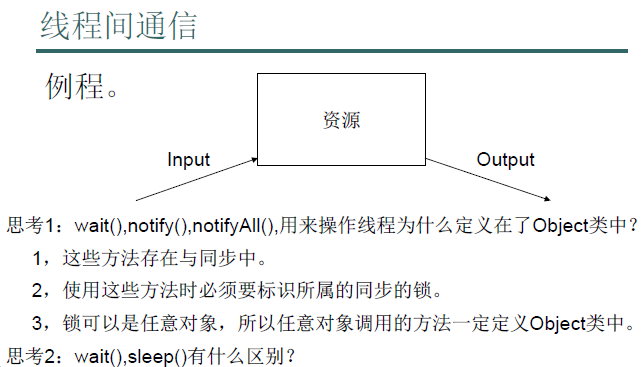 线程间通信
例程。
资源
Input
Output
思考1：wait(),notify(),notifyAll(),用来操作线程为什么定义在了Object类中？
1，这些方法存在与同步中。
2，使用这些方法时必须要标识所属的同步的锁。
3，锁可以是任意对象，所以任意对象调用的方法一定定义Object类中。
思考2：wait(),sleep()有什么区别？